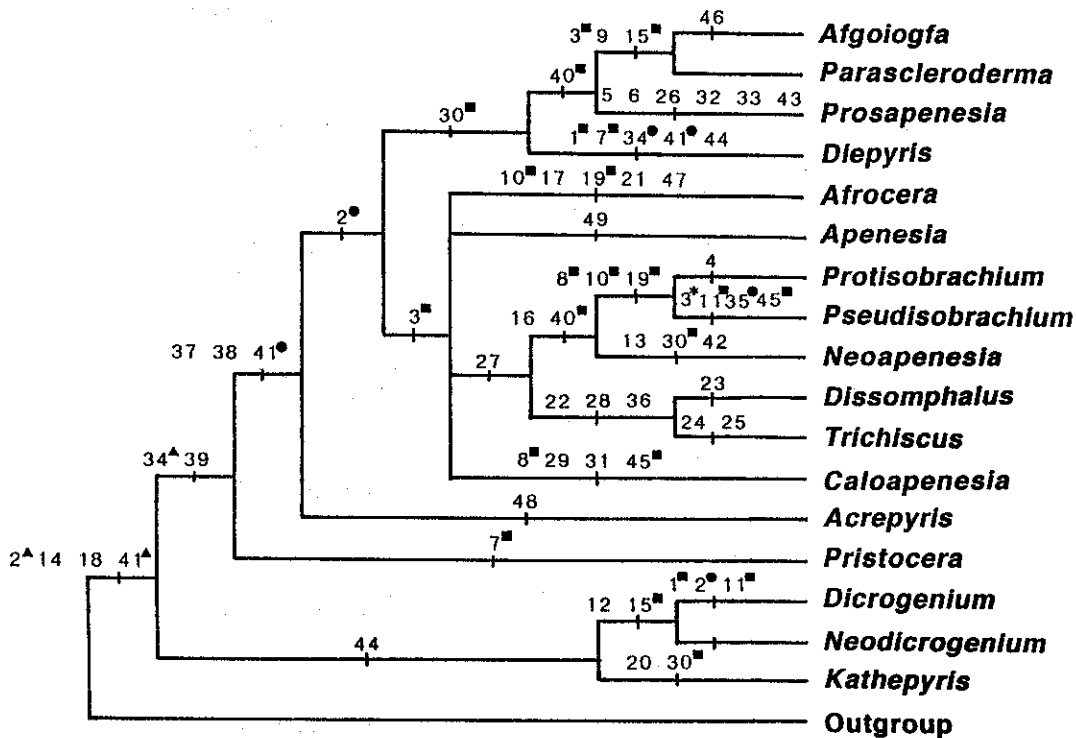 46
3■ 9 15■
Afgoiogfa
Parascleroderma
40■
5 6 26 32 33 43
Prosapenesia
30■
1■ 7■ 34● 41● 44
Diepyris
10■ 17 19■ 21 47
Afrocera
2●
49
Apenesia
4
8■ 10■ 19■
Protisobrachium
3* 11■ 35● 45■
Pseudisobrachium
3■
16 40■
13 30■ 42
Neoapenesia
37 38 41●
27
23
22 28 36
Dissomphalus
24 25
Trichiscus
34▲ 39
8■ 29 31 45■
Caloapenesia
48
Acrepyris
2▲ 14 18 41▲
7■
Pristocera
1■ 2● 11■
12 15■
Dicrogenium
44
Neodicrogenium
20 30■
Kathepyris
Outgroup